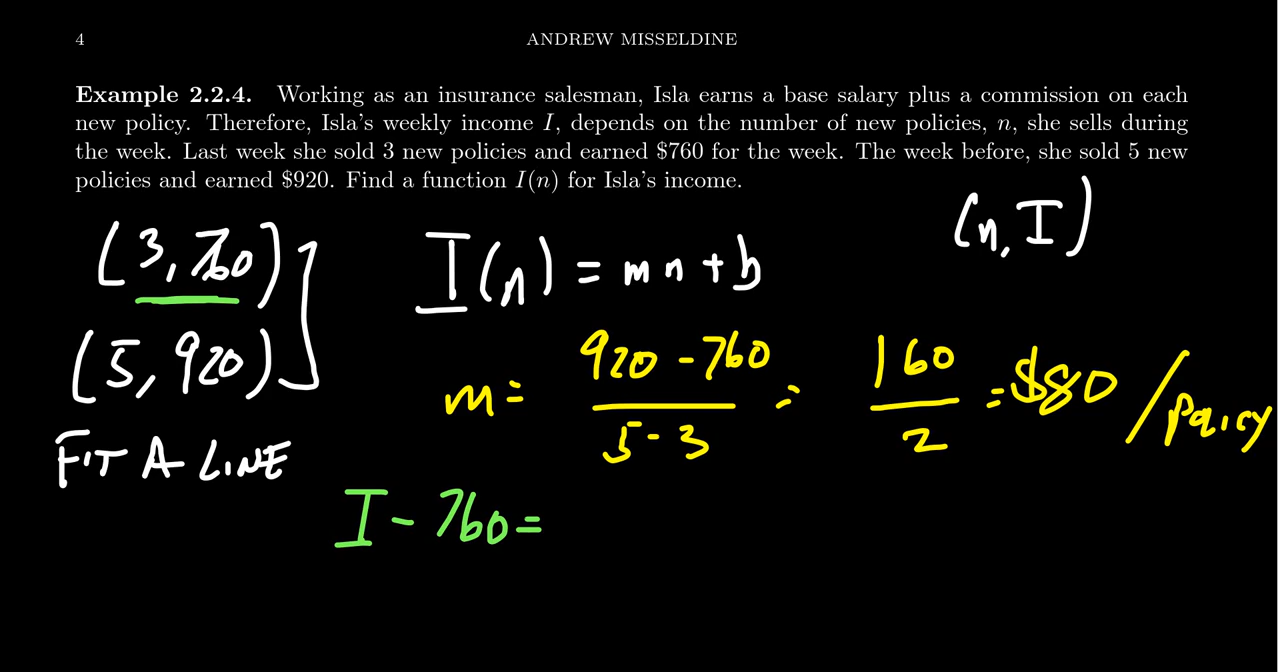 4 ANDREW MISSELDINE
Example 2.2.4. Working as an insurance salesman, Isla earns a base salary plus a commission on each
new policy. Therefore, Isla's weekly income I, depends on the number of new policies, n, she sells during
the week. Last week she sold 3 new policies and earned $760 for the week. The week before, she sold 5 new
policies and earned $920. Find a function I(n) for Isla's income.
(n, I)
(3, 760)
I(n) = mn + b
(5, 920)
m = (920 - 760)/(5 - 3) = 160/2 = $80 / policy
FIT A LINE
I - 760 =